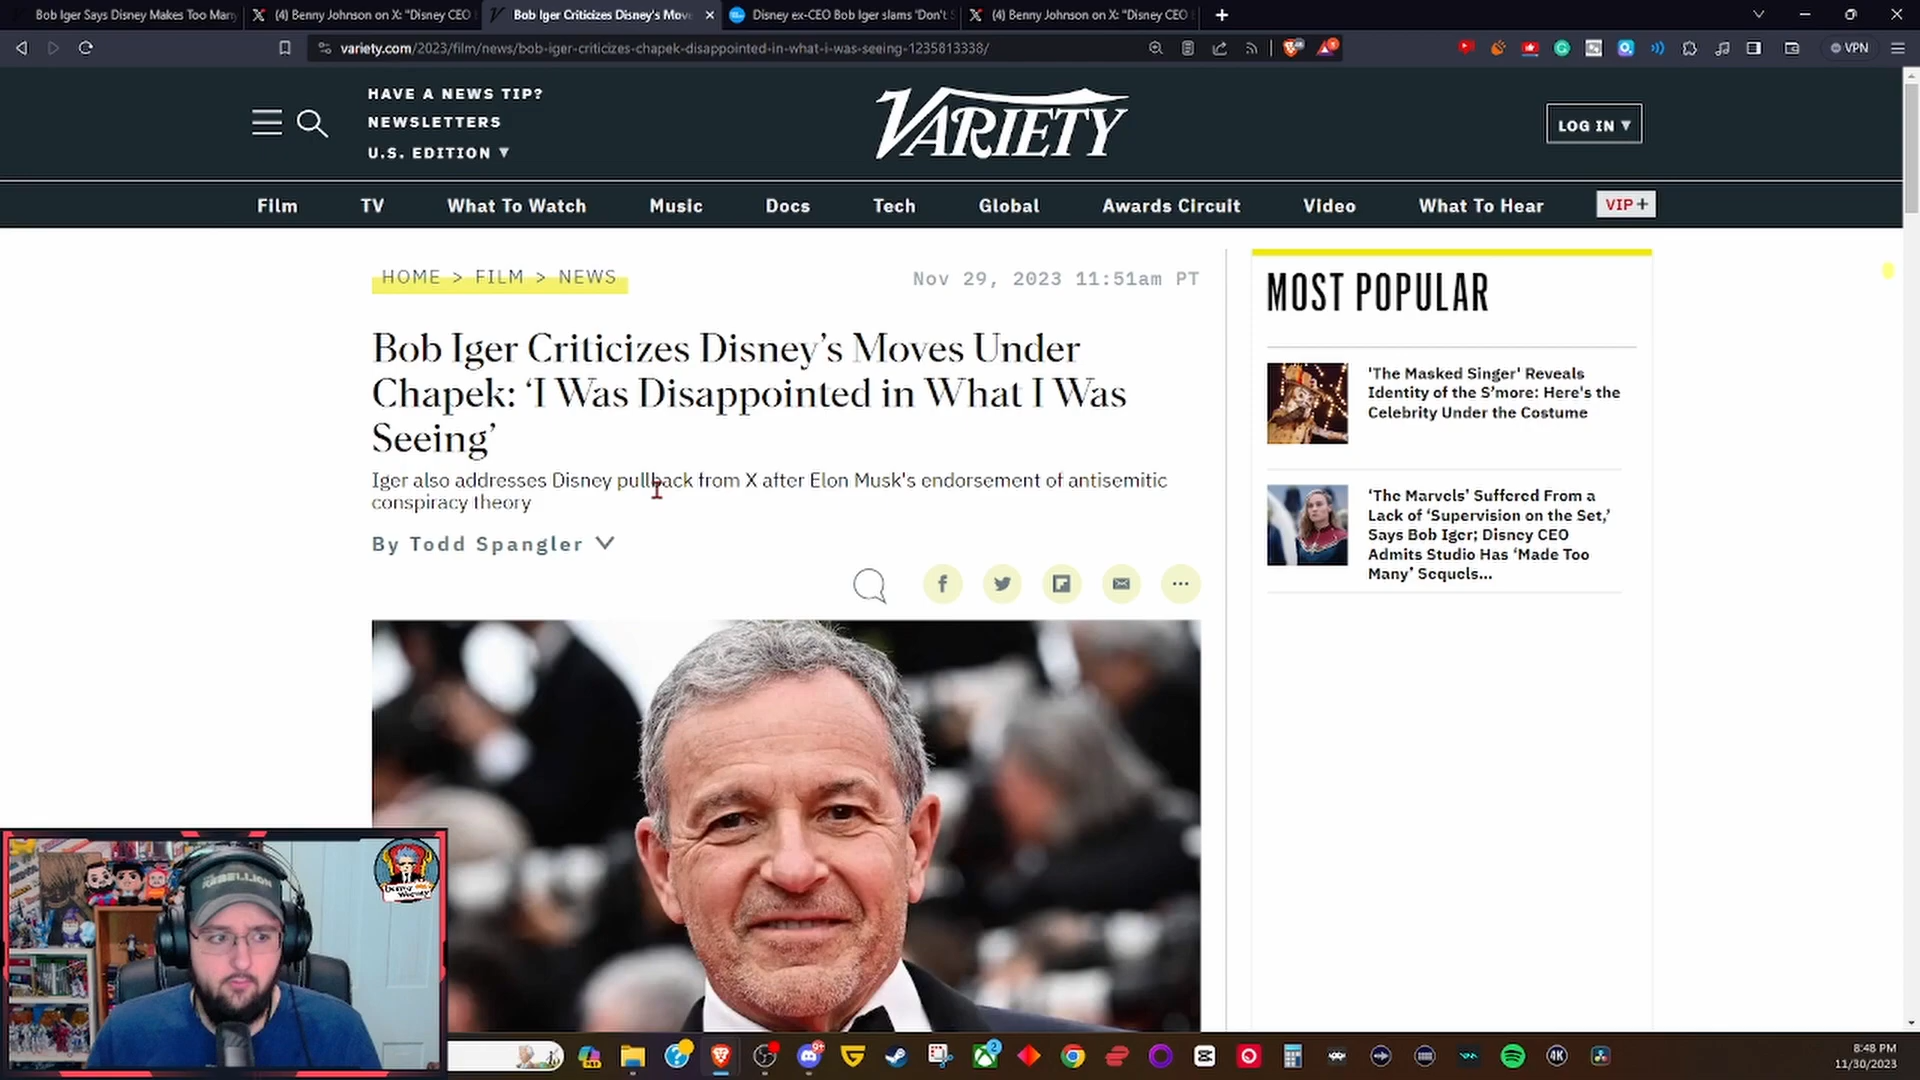 Bob Iger Says Disney Makes Too Many
(4) Benny Johnson on X: "Disney CEO
Bob Iger Criticizes Disney's Mov
Disney ex-CEO Bob Iger slams 'Don't S
(4) Benny Johnson on X: "Disney CEO
variety.com/2023/film/news/bob-iger-criticizes-chapek-disappointed-in-what-i-was-seeing-1235813338/
VPN
HAVE A NEWS TIP?
NEWSLETTERS
U.S. EDITION
VARIETY
LOG IN
Film TV What To Watch Music Docs Tech Global Awards Circuit Video What To Hear VIP+
HOME > FILM > NEWS
Nov 29, 2023 11:51am PT
Bob Iger Criticizes Disney's Moves Under
Chapek: 'I Was Disappointed in What I Was
Seeing'
Iger also addresses Disney pullback from X after Elon Musk's endorsement of antisemitic
conspiracy theory
By Todd Spangler
MOST POPULAR
'The Masked Singer' Reveals
Identity of the S'more: Here's the
Celebrity Under the Costume
'The Marvels' Suffered From a
Lack of 'Supervision on the Set,'
Says Bob Iger; Disney CEO
Admits Studio Has 'Made Too
Many' Sequels...
REBELLION
4K
8:48 PM
11/30/2023